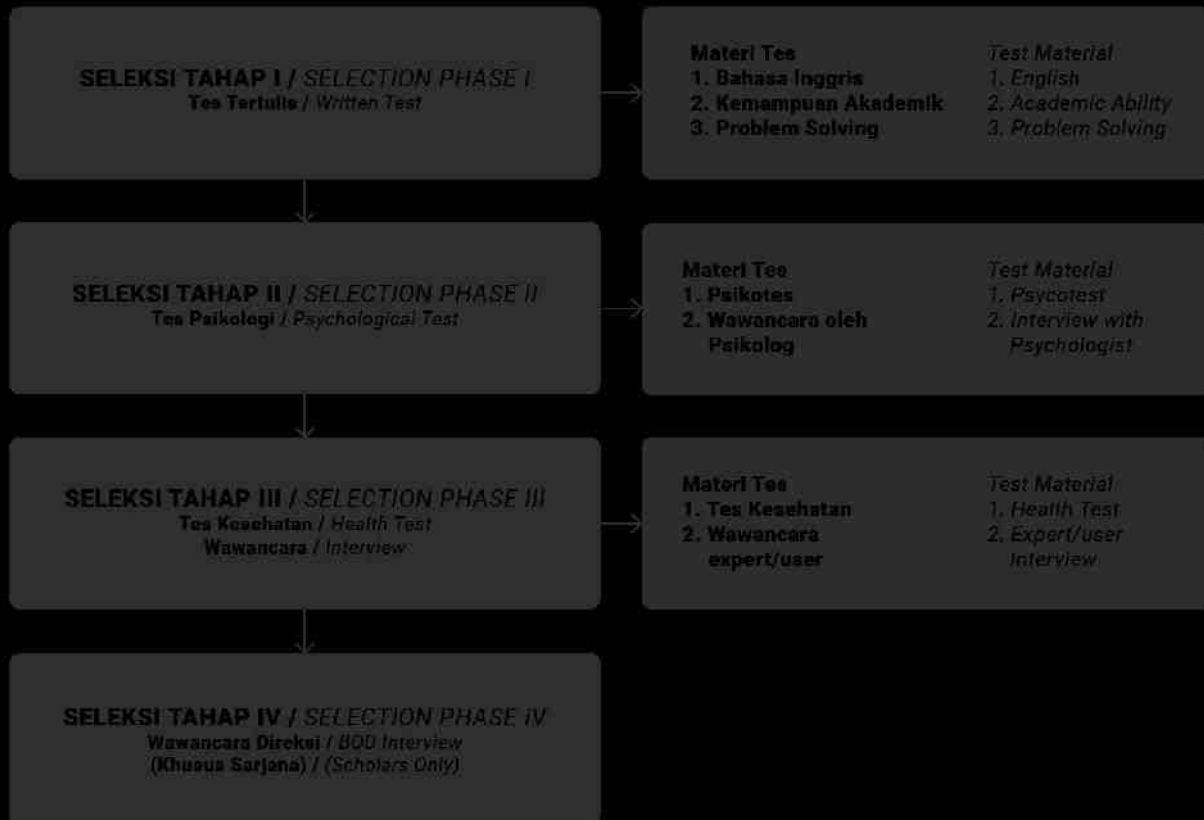 SELEKSI TAHAP I / SELECTION PHASE I
Tes Tertulis / Written Test
Materi Tes
1. Bahasa Inggris
2. Kemampuan Akademik
3. Problem Solving
Test Material
1. English
2. Academic Ability
3. Problem Solving
SELEKSI TAHAP II / SELECTION PHASE II
Tes Psikologi / Psychological Test
Materi Tes
1. Psikotes
2. Wawancara oleh
Psikolog
Test Material
1. Psycotest
2. Interview with
Psychologist
SELEKSI TAHAP III / SELECTION PHASE III
Tes Kesehatan / Health Test
Wawancara / Interview
Materi Tes
1. Tes Kesehatan
2. Wawancara
expert/user
Test Material
1. Health Test
2. Expert/user
Interview
SELEKSI TAHAP IV / SELECTION PHASE IV
Wawancara Direksi / BOD Interview
(Khusus Sarjana) / (Scholars Only)